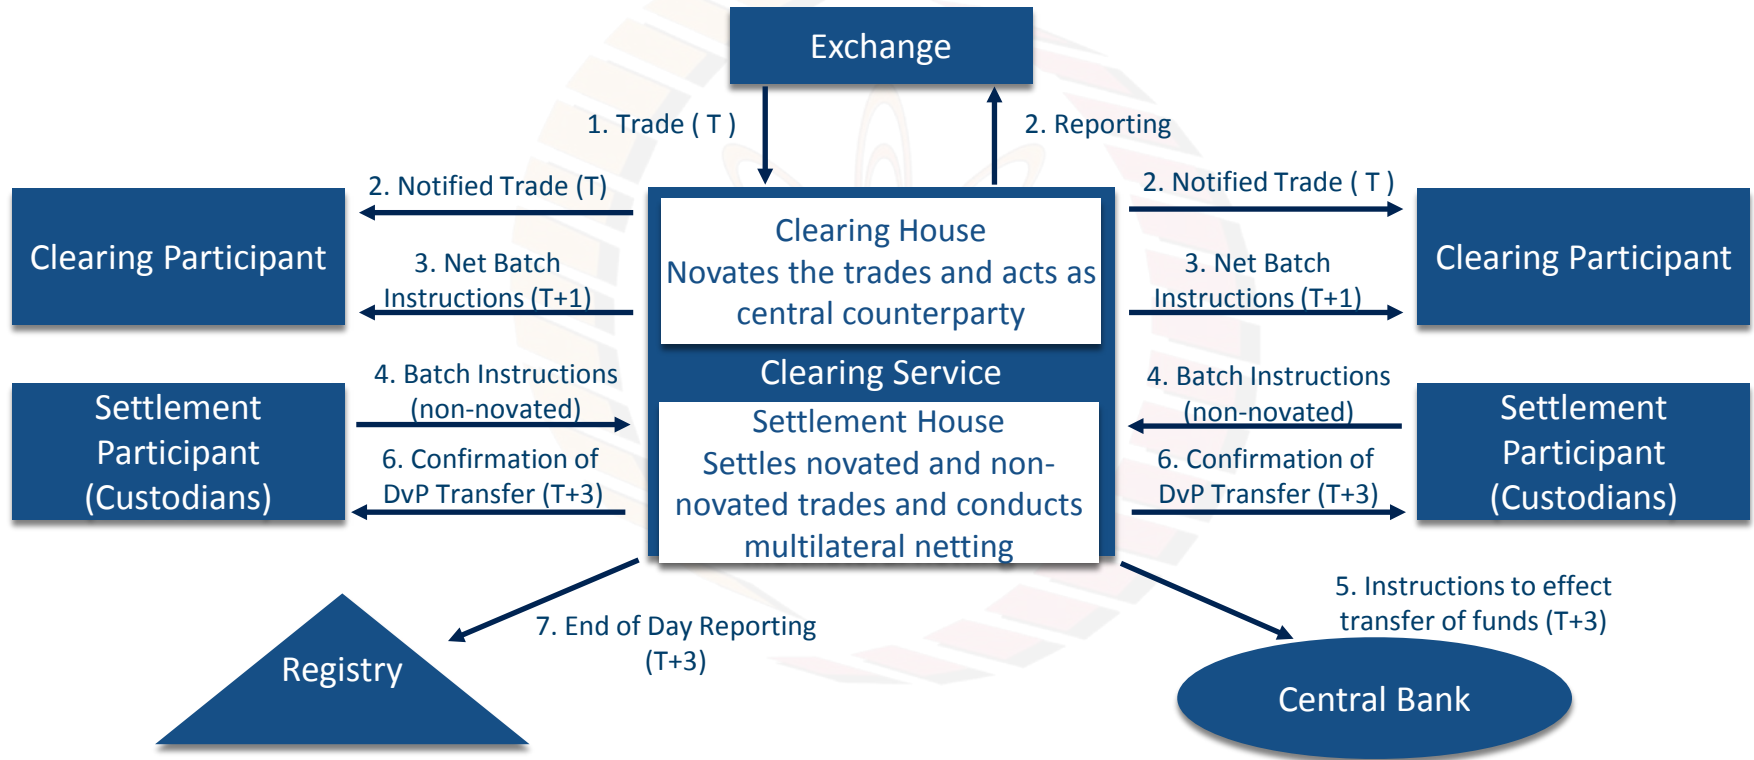 Exchange
1. Trade ( T )
2. Reporting
2. Notified Trade (T)
2. Notified Trade ( T )
Clearing Participant
3. Net Batch
Instructions (T+1)
Clearing House
Novates the trades and acts as
central counterparty
3. Net Batch
Instructions (T+1)
Clearing Participant
Clearing Service
4. Batch Instructions
(non-novated)
4. Batch Instructions
(non-novated)
Settlement
Participant
(Custodians)
6. Confirmation of
DvP Transfer (T+3)
Settlement House
Settles novated and non-
novated trades and conducts
multilateral netting
6. Confirmation of
DvP Transfer (T+3)
Settlement
Participant
(Custodians)
7. End of Day Reporting
(T+3)
5. Instructions to effect
transfer of funds (T+3)
Registry
Central Bank